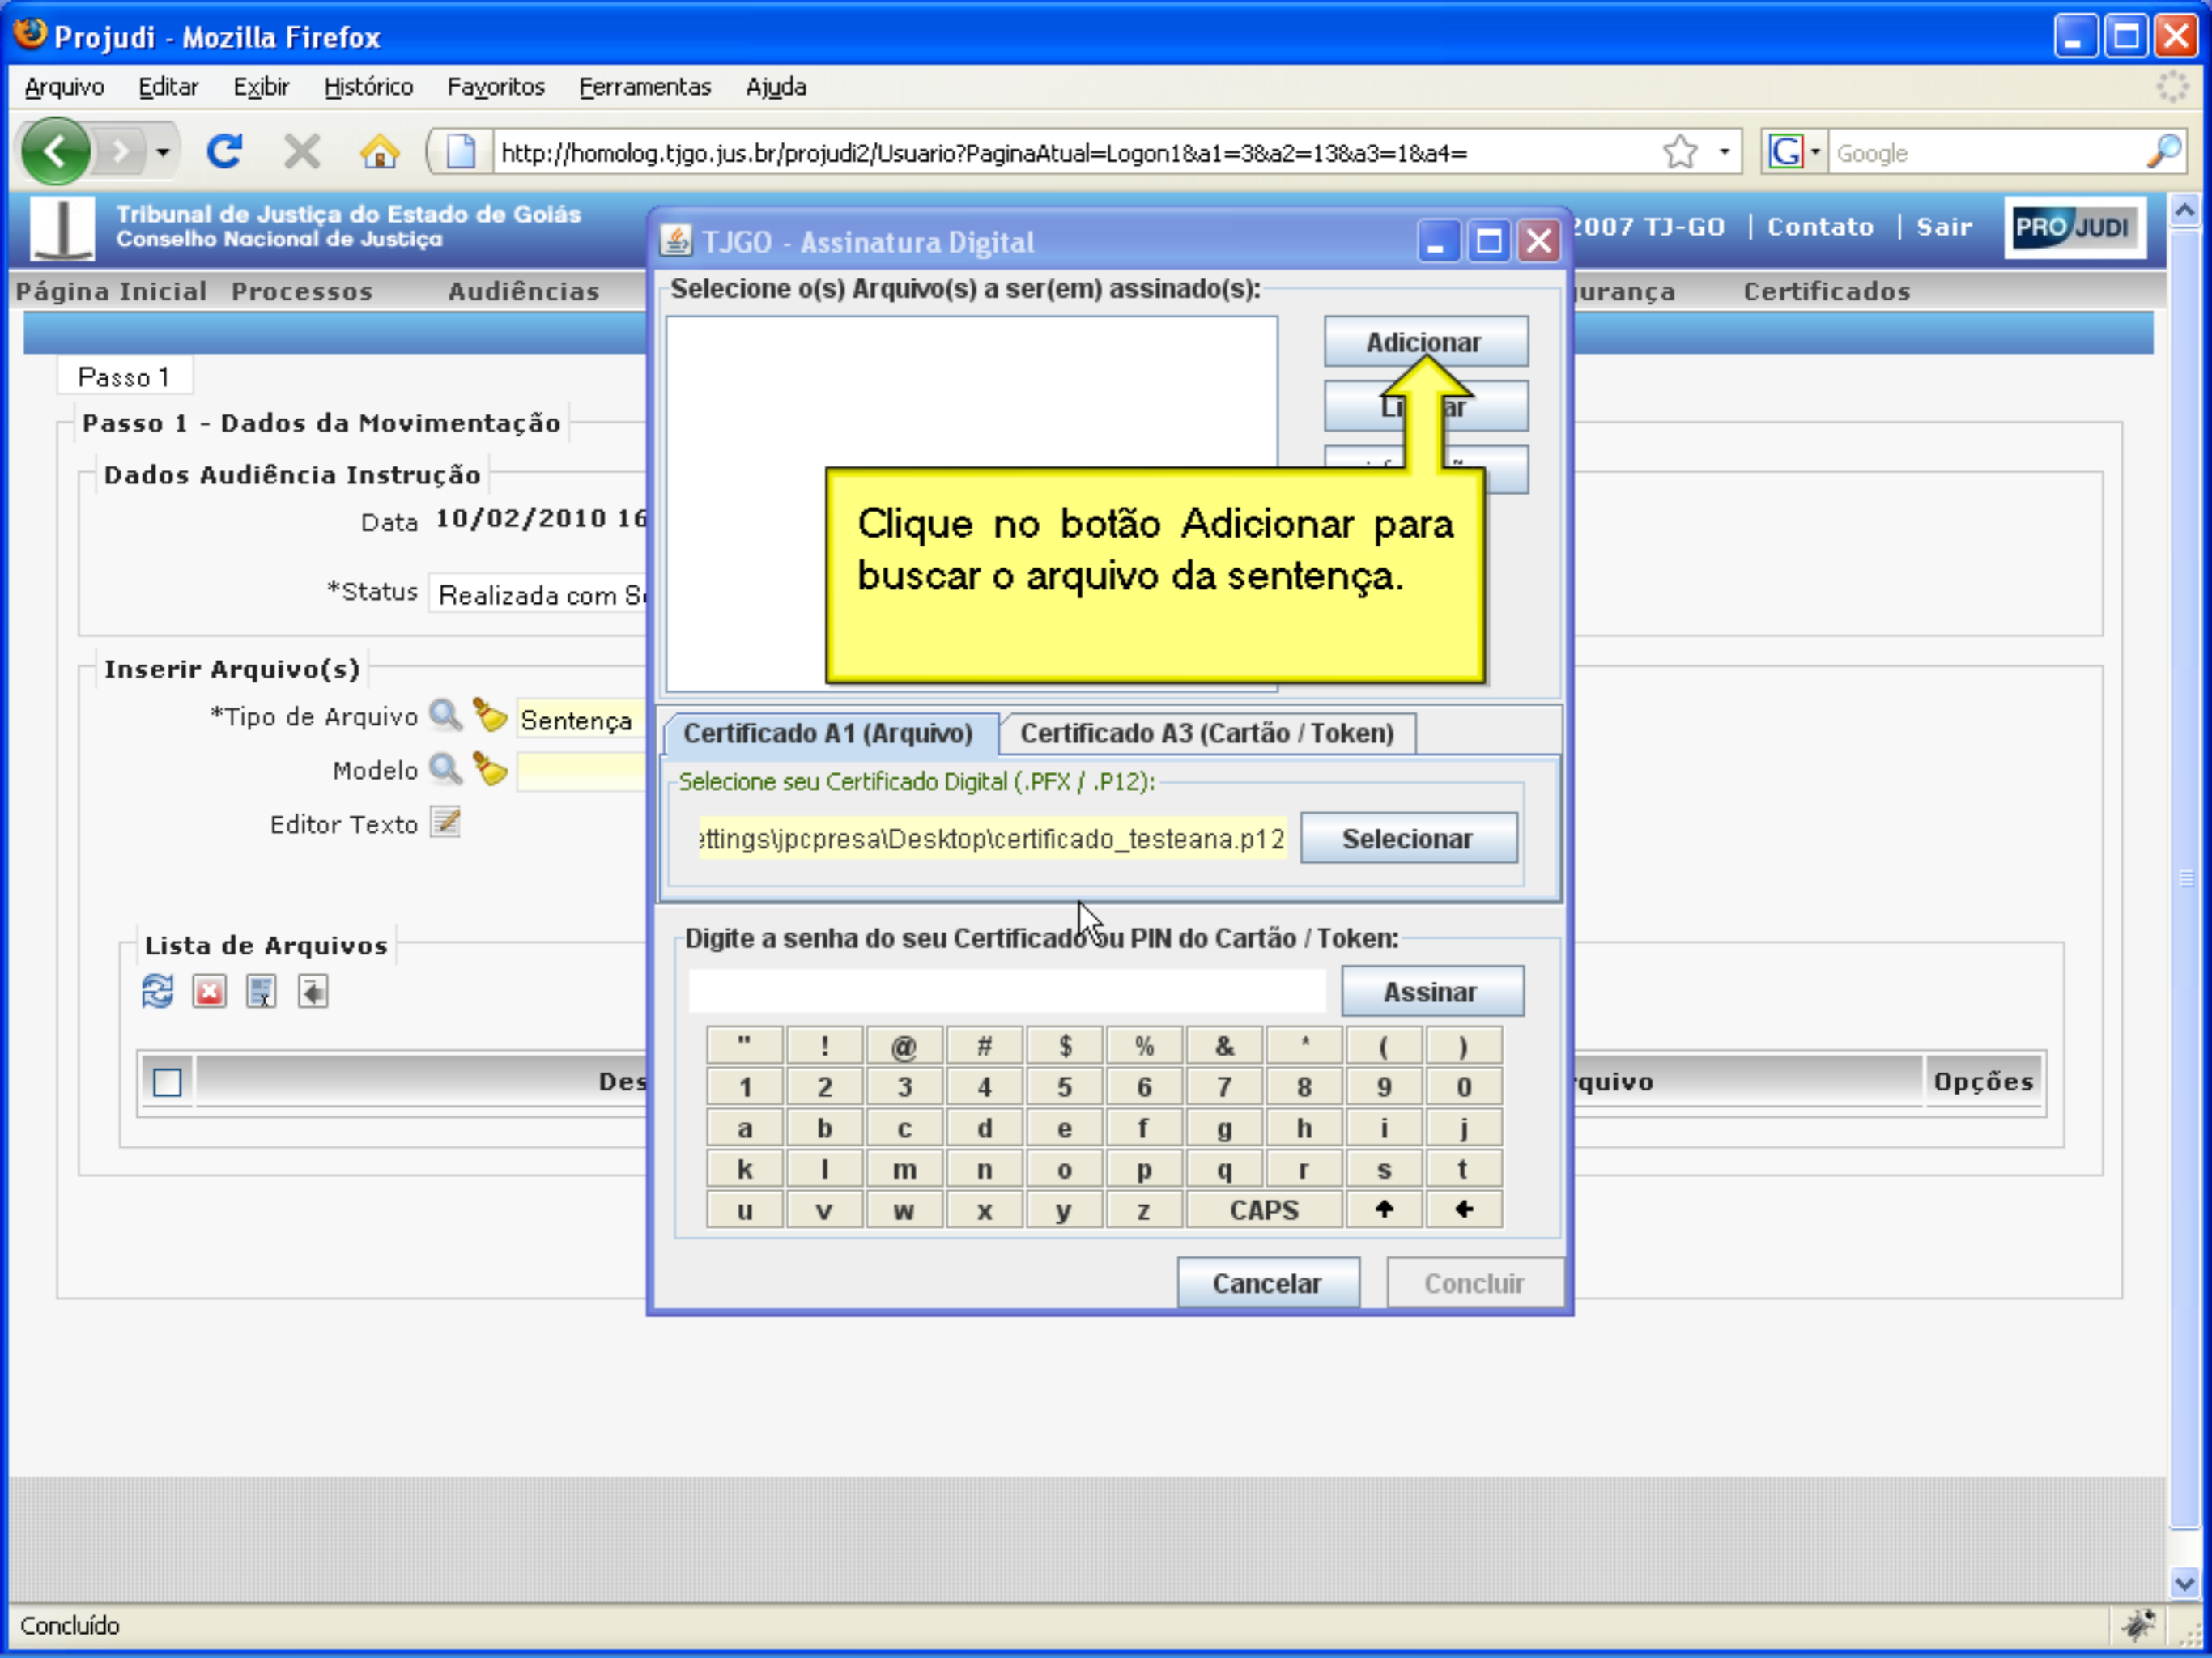 Projudi - Mozilla Firefox
Arquivo Editar Exibir Histórico Favoritos Ferramentas Ajuda
http://homolog.tjgo.jus.br/projudi2/Usuario?PaginaAtual=Logon1&a1=3&a2=13&a3=1&a4=
Google
Tribunal de Justiça do Estado de Goiás
Conselho Nacional de Justiça
2007 TJ-GO | Contato | Sair
PROJUDI
Página Inicial Processos Audiências Certificados
TJGO - Assinatura Digital
Selecione o(s) Arquivo(s) a ser(em) assinado(s):
Adicionar
Clique no botão Adicionar para
buscar o arquivo da sentença.
Passo 1
Passo 1 - Dados da Movimentação
Dados Audiência Instrução
Data 10/02/2010 16
*Status Realizada com
Inserir Arquivo(s)
*Tipo de Arquivo Sentença
Modelo
Editor Texto
Lista de Arquivos
Opções
Certificado A1 (Arquivo) Certificado A3 (Cartão / Token)
Selecione seu Certificado Digital (.PFX / .P12):
ettings\jpcpresa\Desktop\certificado_testeana.p12 Selecionar
Digite a senha do seu Certificado ou PIN do Cartão / Token:
Assinar
" ! @ # $ % & * ( )
1 2 3 4 5 6 7 8 9 0
a b c d e f g h i j
k l m n o p q r s t
u v w x y z CAPS
Cancelar Concluir
Concluído